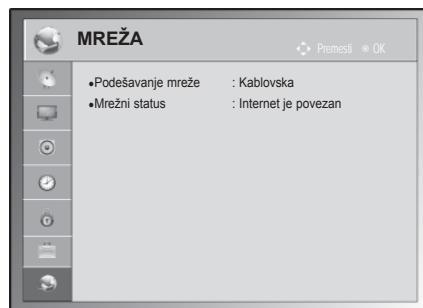 MREŽA
Premesti OK
•Podešavanje mreže : Kablovska
•Mrežni status : Internet je povezan